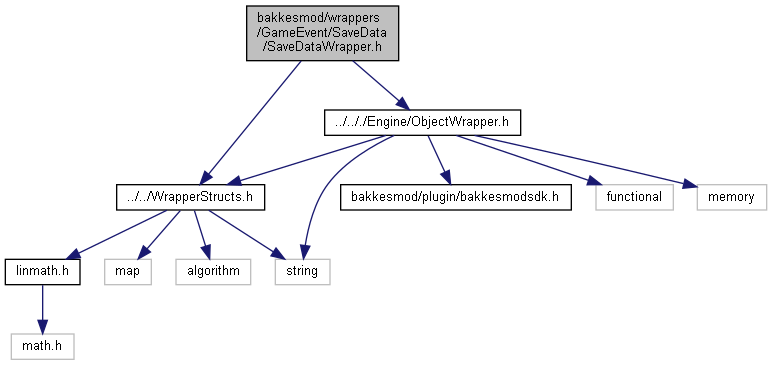 bakkesmod/wrappers
/GameEvent/SaveData
/SaveDataWrapper.h
../../../Engine/ObjectWrapper.h
../../WrapperStructs.h
bakkesmod/plugin/bakkesmodsdk.h
functional
memory
linmath.h
map
algorithm
string
math.h